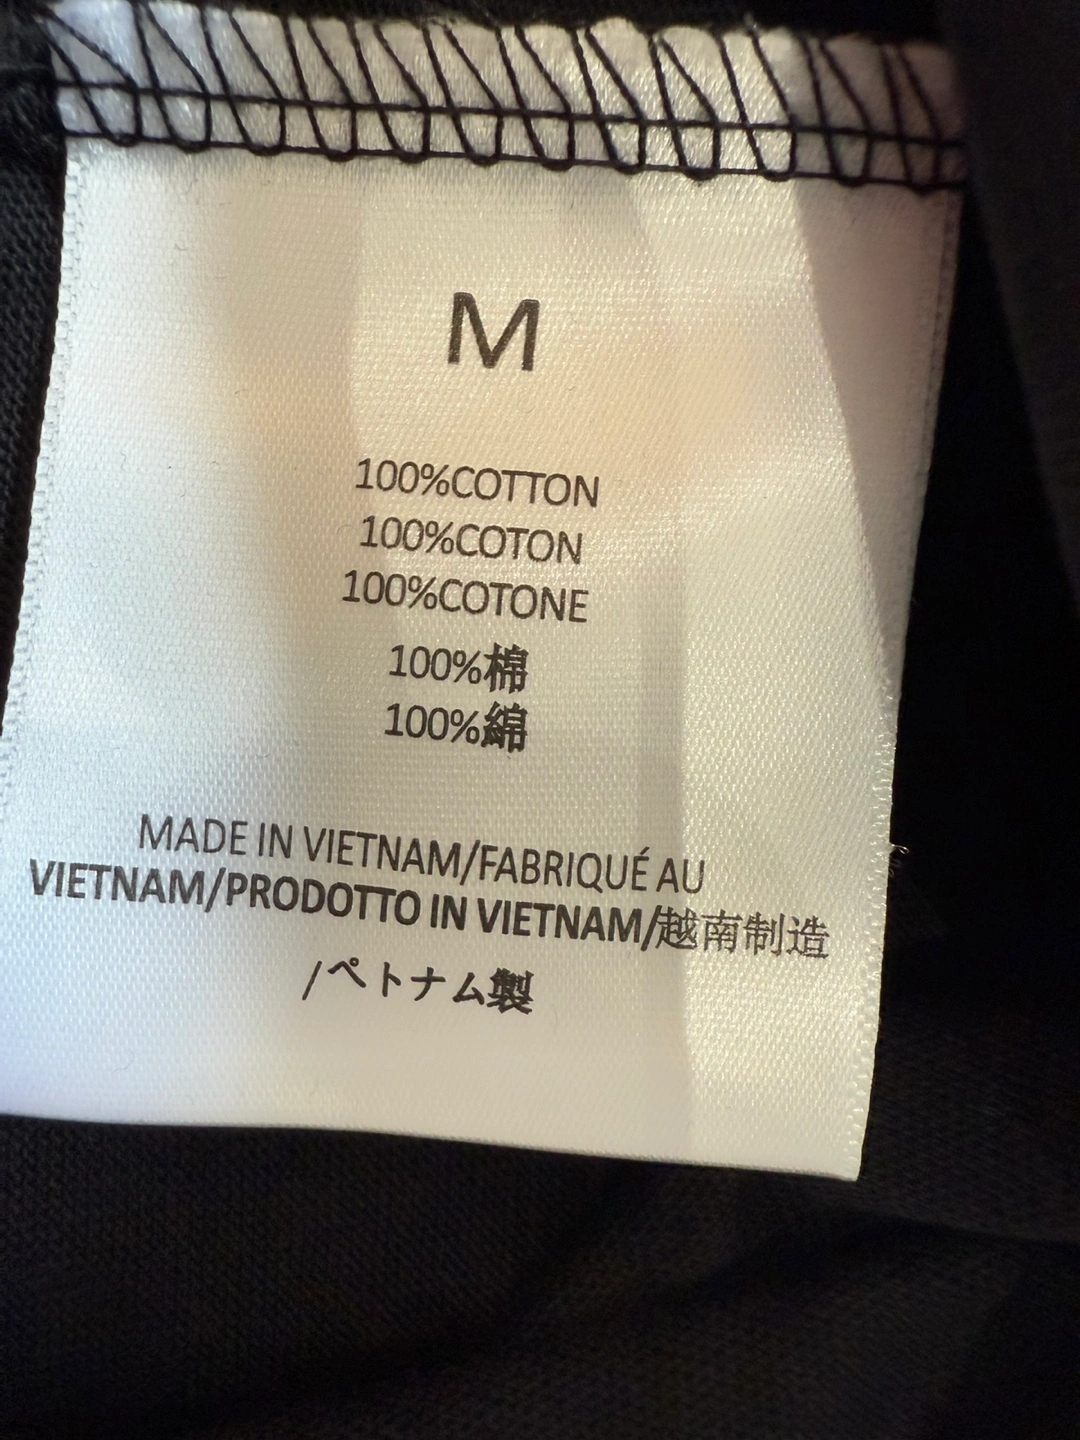 M
100%COTTON
100%COTON
100%COTONE
100%棉
100%綿
MADE IN VIETNAM/FABRIQUÉ AU
VIETNAM/PRODOTTO IN VIETNAM/越南制造
/ペトナム製